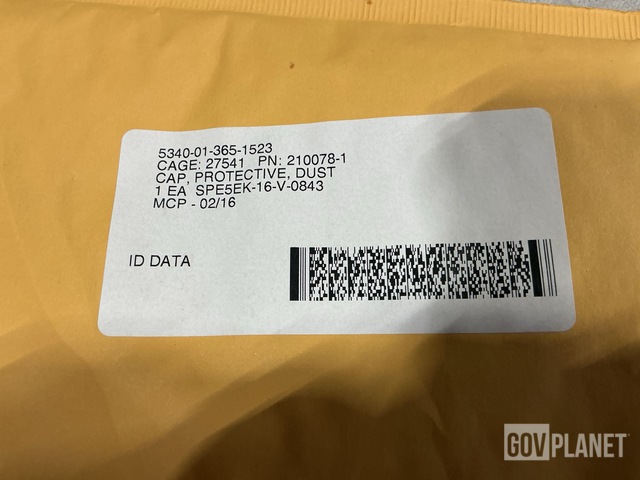 5340-01-365-1523
CAGE: 27541 PN: 210078-1
CAP, PROTECTIVE, DUST
1 EA SPE5EK-16-V-0843
MCP - 02/16
ID DATA
GOVPLANET